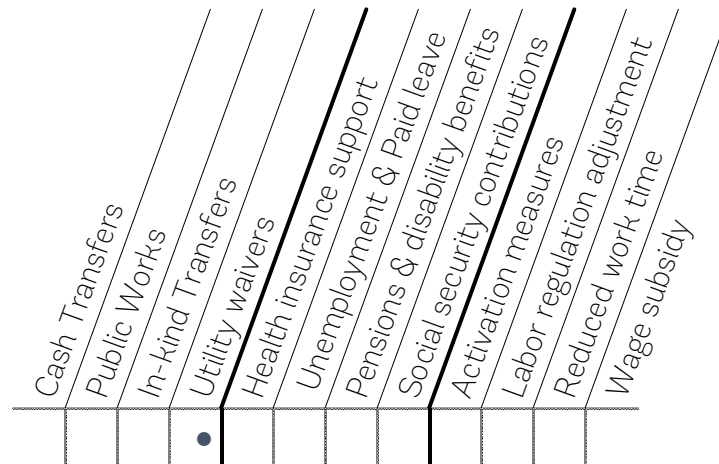 Cash Transfers
Public Works
In-kind Transfers
Utility waivers
Health insurance support
Unemployment & Paid leave
Pensions & disability benefits
Social security contributions
Activation measures
Labor regulation adjustment
Reduced work time
Wage subsidy